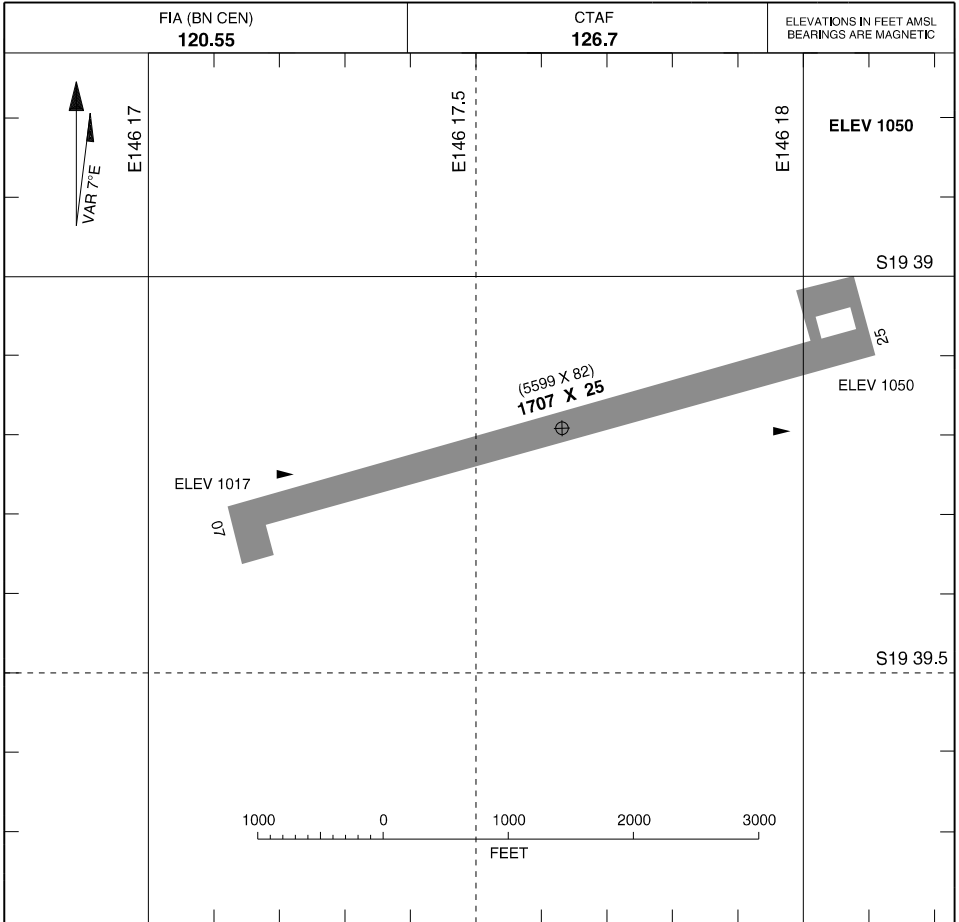 FIA (BN CEN)
120.55
CTAF
126.7
ELEVATIONS IN FEET AMSL
BEARINGS ARE MAGNETIC
VAR 7°E
E146 17
E146 17.5
E146 18
ELEV 1050
S19 39
25
(5599 X 82)
1707 X 25
ELEV 1050
ELEV 1017
07
S19 39.5
1000 0 1000 2000 3000
FEET